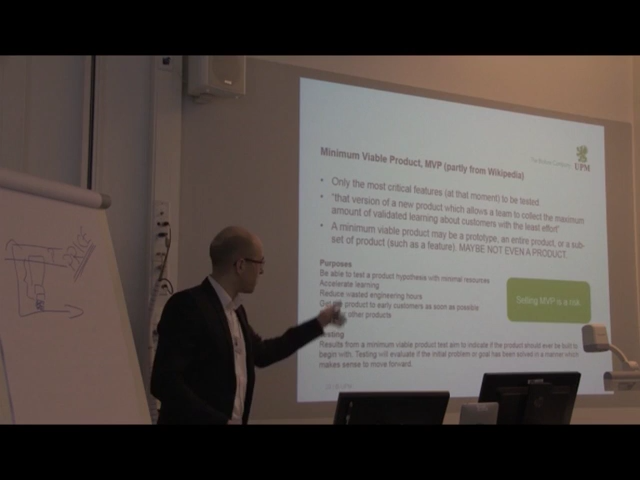 The Biofore Company
UPM
Minimum Viable Product, MVP (partly from Wikipedia)
• Only the most critical features (at that moment) to be tested
• "that version of a new product which allows a team to collect the maximum
amount of validated learning about customers with the least effort"
• A minimum viable product may be a prototype, an entire product, or a sub-
set of product (such as a feature). MAYBE NOT EVEN A PRODUCT.
Purposes
Be able to test a product hypothesis with minimal resources
Accelerate learning
Reduce wasted engineering hours
product to early customers as soon as possible
other products
Selling MVP is a risk
Results from a minimum viable product test aim to indicate if the product should ever be built to
begin with. Testing will evaluate if the initial problem or goal has been solved in a manner which
makes sense to move forward.